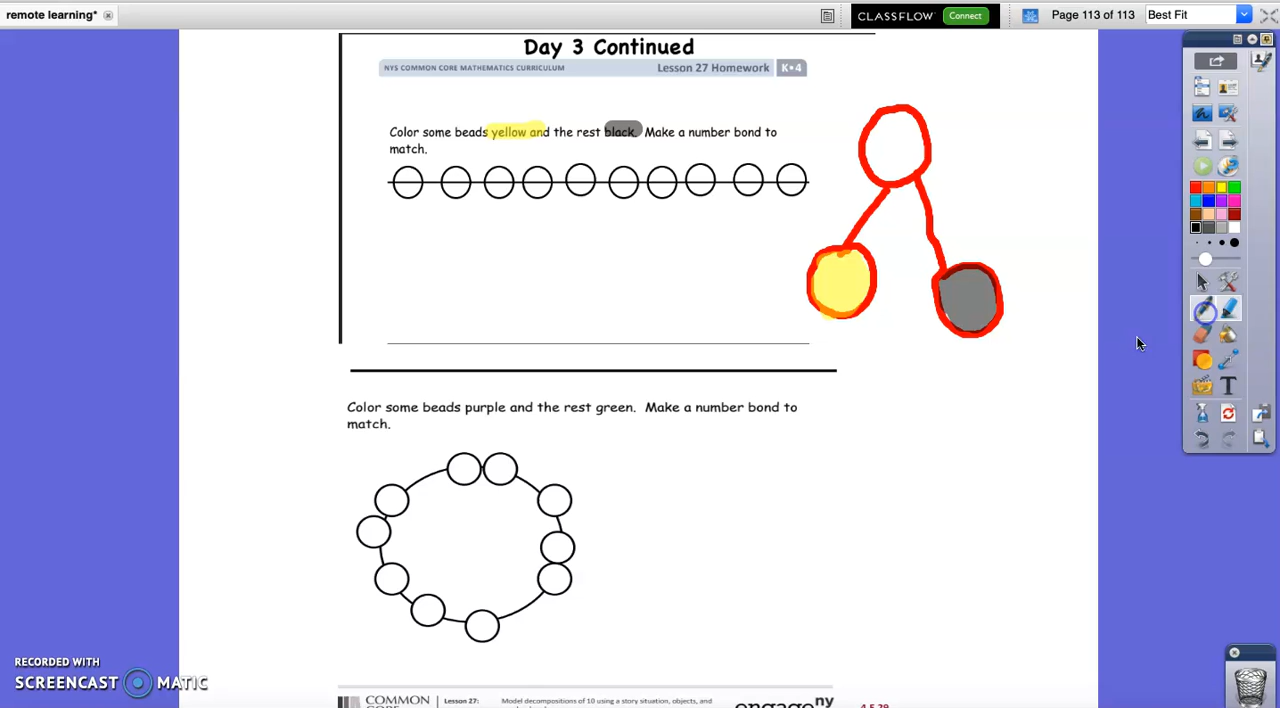 remote learning*
CLASSFLOW Connect
Page 113 of 113
Best Fit
Day 3 Continued
NYS COMMON CORE MATHEMATICS CURRICULUM
Lesson 27 Homework K•4
Color some beads yellow and the rest black. Make a number bond to
match.
Color some beads purple and the rest green. Make a number bond to
match.
T
RECORDED WITH
SCREENCAST MATIC
COMMON
Lesson 27: Model decompositions of 10 using a story situation, objects, and
engage ny